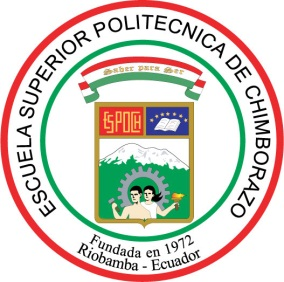 ESCUELA SUPERIOR POLITECNICA DE CHIMBORAZO
Saber para Ser
ESPOCH
Fundada en 1972
Riobamba - Ecuador